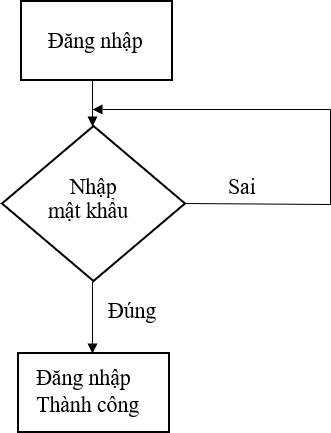 Đăng nhập
Nhập
mật khẩu
Sai
Đúng
Đăng nhập
Thành công